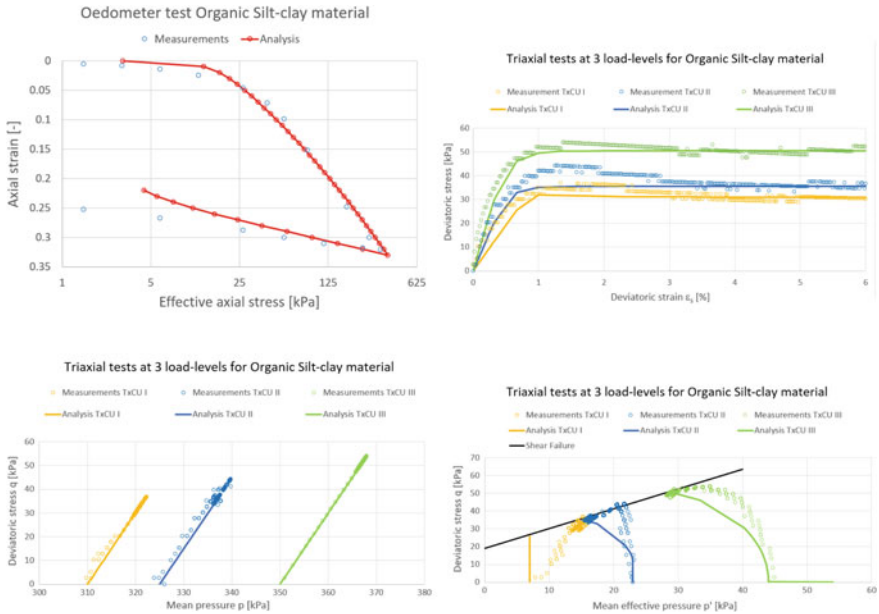 Oedometer test Organic Silt-clay material
Measurements Analysis
0
0.05
0.1
0.15
0.2
0.25
0.3
0.35
Axial strain [-]
1 5 25 125 625
Effective axial stress [kPa]
Triaxial tests at 3 load-levels for Organic Silt-clay material
Measurement TxCU I Measurement TxCU II Measurement TxCU III
Analysis TxCU I Analysis TxCU II Analysis TxCU III
60
50
40
30
20
10
0
Deviatoric stress [kPa]
0 1 2 3 4 5 6
Deviatoric strain εs [%]
Triaxial tests at 3 load-levels for Organic Silt-clay material
Measurements TxCU I Measurements TxCU II Measurements TxCU III
Analysis TxCU I Analysis TxCU II Analysis TxCU III
60
50
40
30
20
10
0
Deviatoric stress q [kPa]
300 310 320 330 340 350 360 370 380
Mean pressure p [kPa]
Triaxial tests at 3 load-levels for Organic Silt-clay material
Measurements TxCU I Measurements TxCU II Measurements TxCU III
Analysis TxCU I Analysis TxCU II Analysis TxCU III
Shear Failure
70
60
50
40
30
20
10
0
Deviatoric stress q [kPa]
0 10 20 30 40 50 60
Mean effective pressure p' [kPa]